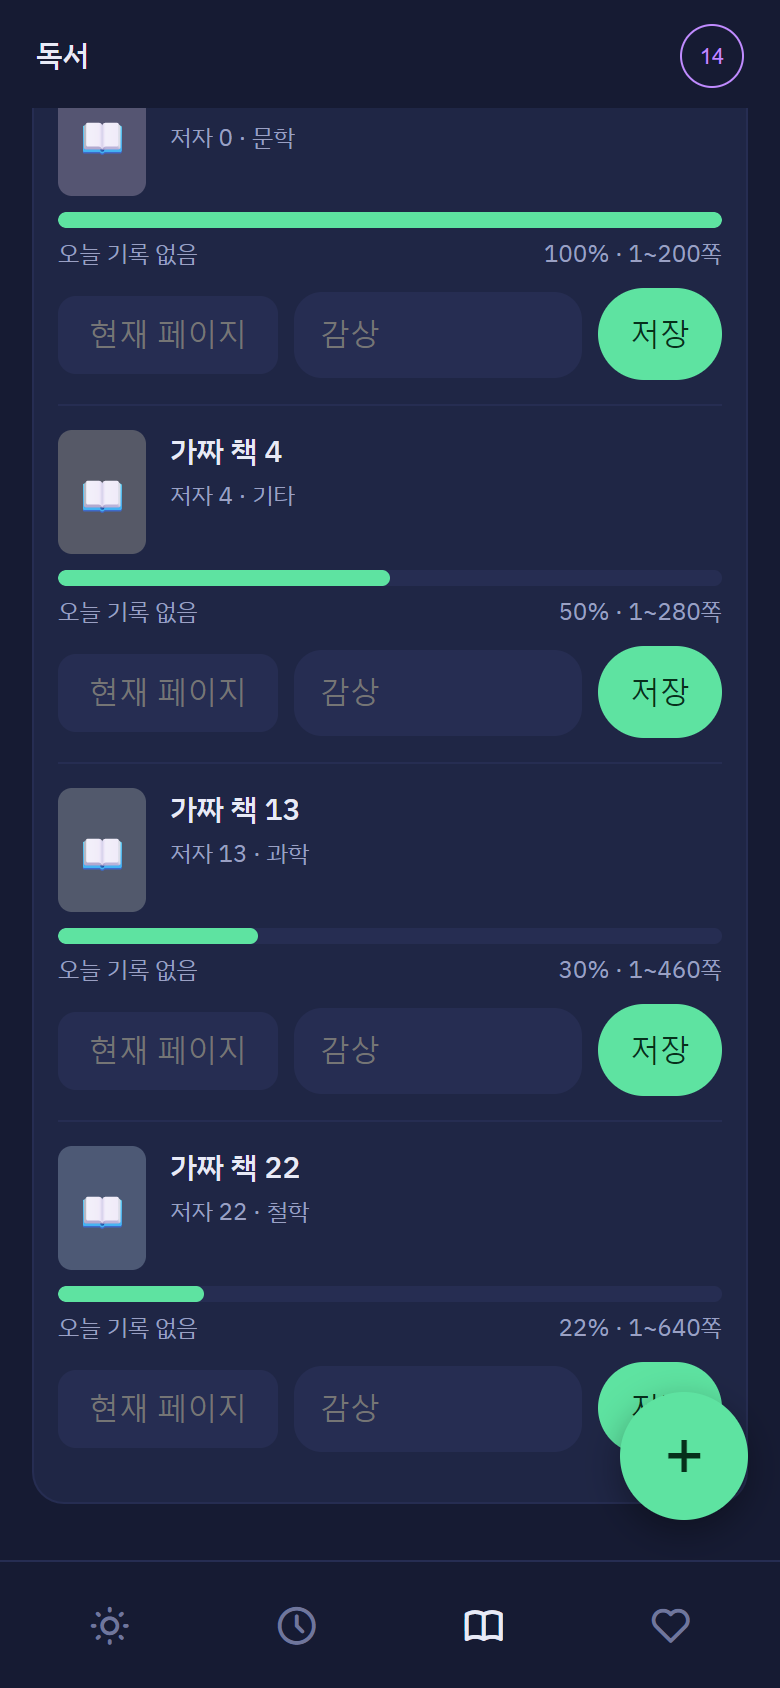 독서
14
저자 0 · 문학
오늘 기록 없음
100% · 1~200쪽
현재 페이지
감상
저장
가짜 책 4
저자 4 · 기타
오늘 기록 없음
50% · 1~280쪽
현재 페이지
감상
저장
가짜 책 13
저자 13 · 과학
오늘 기록 없음
30% · 1~460쪽
현재 페이지
감상
저장
가짜 책 22
저자 22 · 철학
오늘 기록 없음
22% · 1~640쪽
현재 페이지
감상
+